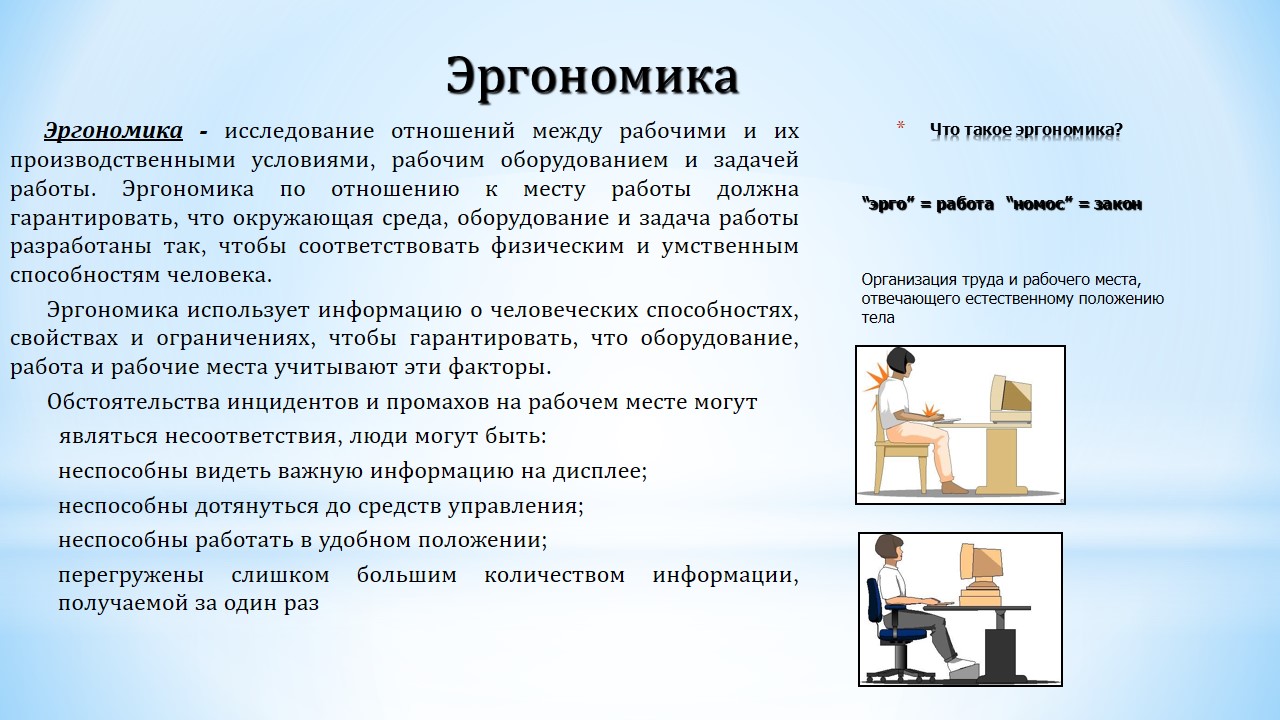 Эргономика
Эргономика - исследование отношений между рабочими и их
производственными условиями, рабочим оборудованием и задачей
работы. Эргономика по отношению к месту работы должна
гарантировать, что окружающая среда, оборудование и задача работы
разработаны так, чтобы соответствовать физическим и умственным
способностям человека.
Эргономика использует информацию о человеческих способностях,
свойствах и ограничениях, чтобы гарантировать, что оборудование,
работа и рабочие места учитывают эти факторы.
Обстоятельства инцидентов и промахов на рабочем месте могут
являться несоответствия, люди могут быть:
неспособны видеть важную информацию на дисплее;
неспособны дотянуться до средств управления;
неспособны работать в удобном положении;
перегружены слишком большим количеством информации,
получаемой за один раз
* Что такое эргономика?
“эрго” = работа “номос” = закон
Организация труда и рабочего места,
отвечающего естественному положению
тела